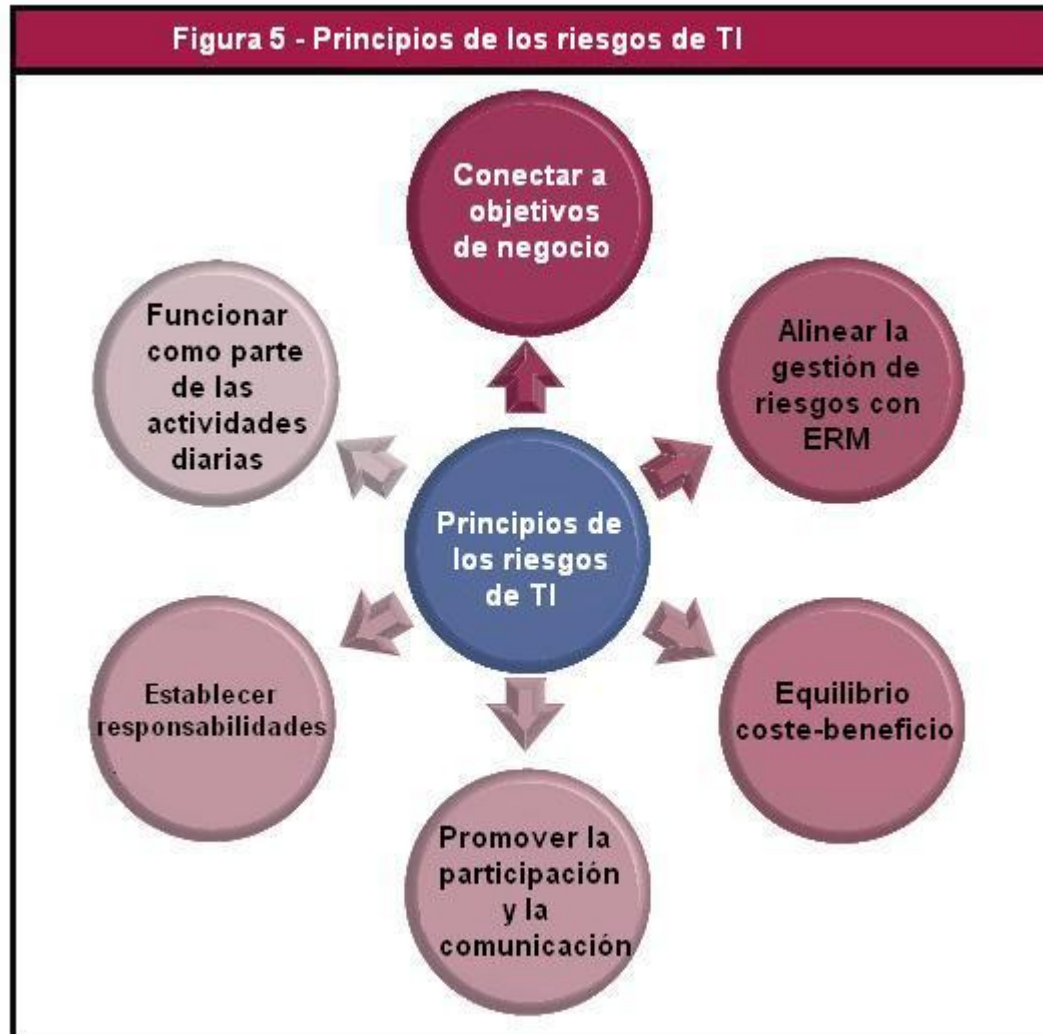 Figura 5 - Principios de los riesgos de TI
Conectar a
objetivos
de negocio
Alinear la
gestión de
riesgos con
ERM
Equilibrio
coste-beneficio
Promover la
participación
y la
comunicación
Establecer
responsabilidades
Funcionar
como parte
de las
actividades
diarias
Principios de
los riesgos
de TI